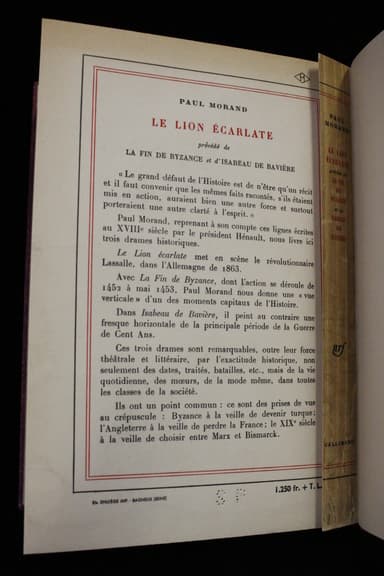 PAUL MORAND
LE LION ÉCARLATE
précédé de
LA FIN DE BYZANCE et d'ISABEAU DE BAVIÈRE
« Le grand défaut de l'Histoire est de n'être qu'un récit
et il faut convenir que les mêmes faits racontés, s'ils étaient
mis en action, auraient bien une autre force et surtout
porteraient une autre clarté à l'esprit. »
Paul Morand, reprenant à son compte ces lignes écrites
au XVIIIe siècle par le président Hénault, nous livre ici
trois drames historiques.
Le Lion écarlate met en scène le révolutionnaire
Lassalle, dans l'Allemagne de 1863.
Avec La Fin de Byzance, dont l'action se déroule de
1452 à mai 1453, Paul Morand nous donne une « vue
verticale » d'un des moments capitaux de l'Histoire.
Dans Isabeau de Bavière, il peint au contraire une
fresque horizontale de la principale période de la Guerre
de Cent Ans.
Ces trois drames sont remarquables, outre leur force
théâtrale et littéraire, par l'exactitude historique, non
seulement des dates, traités, batailles, etc., mais de la vie
quotidienne, des mœurs, de la mode même, dans toutes
les classes de la société.
Ils ont un point commun : ce sont des prises de vue
au crépuscule : Byzance à la veille de devenir turque ;
l'Angleterre à la veille de perdre la France ; le XIXe siècle
à la veille de choisir entre Marx et Bismarck.
1.250 Fr. + T. L.
S P
PAUL
MORAND
LE LION
ÉCARLATE
nrf
GALLIMARD